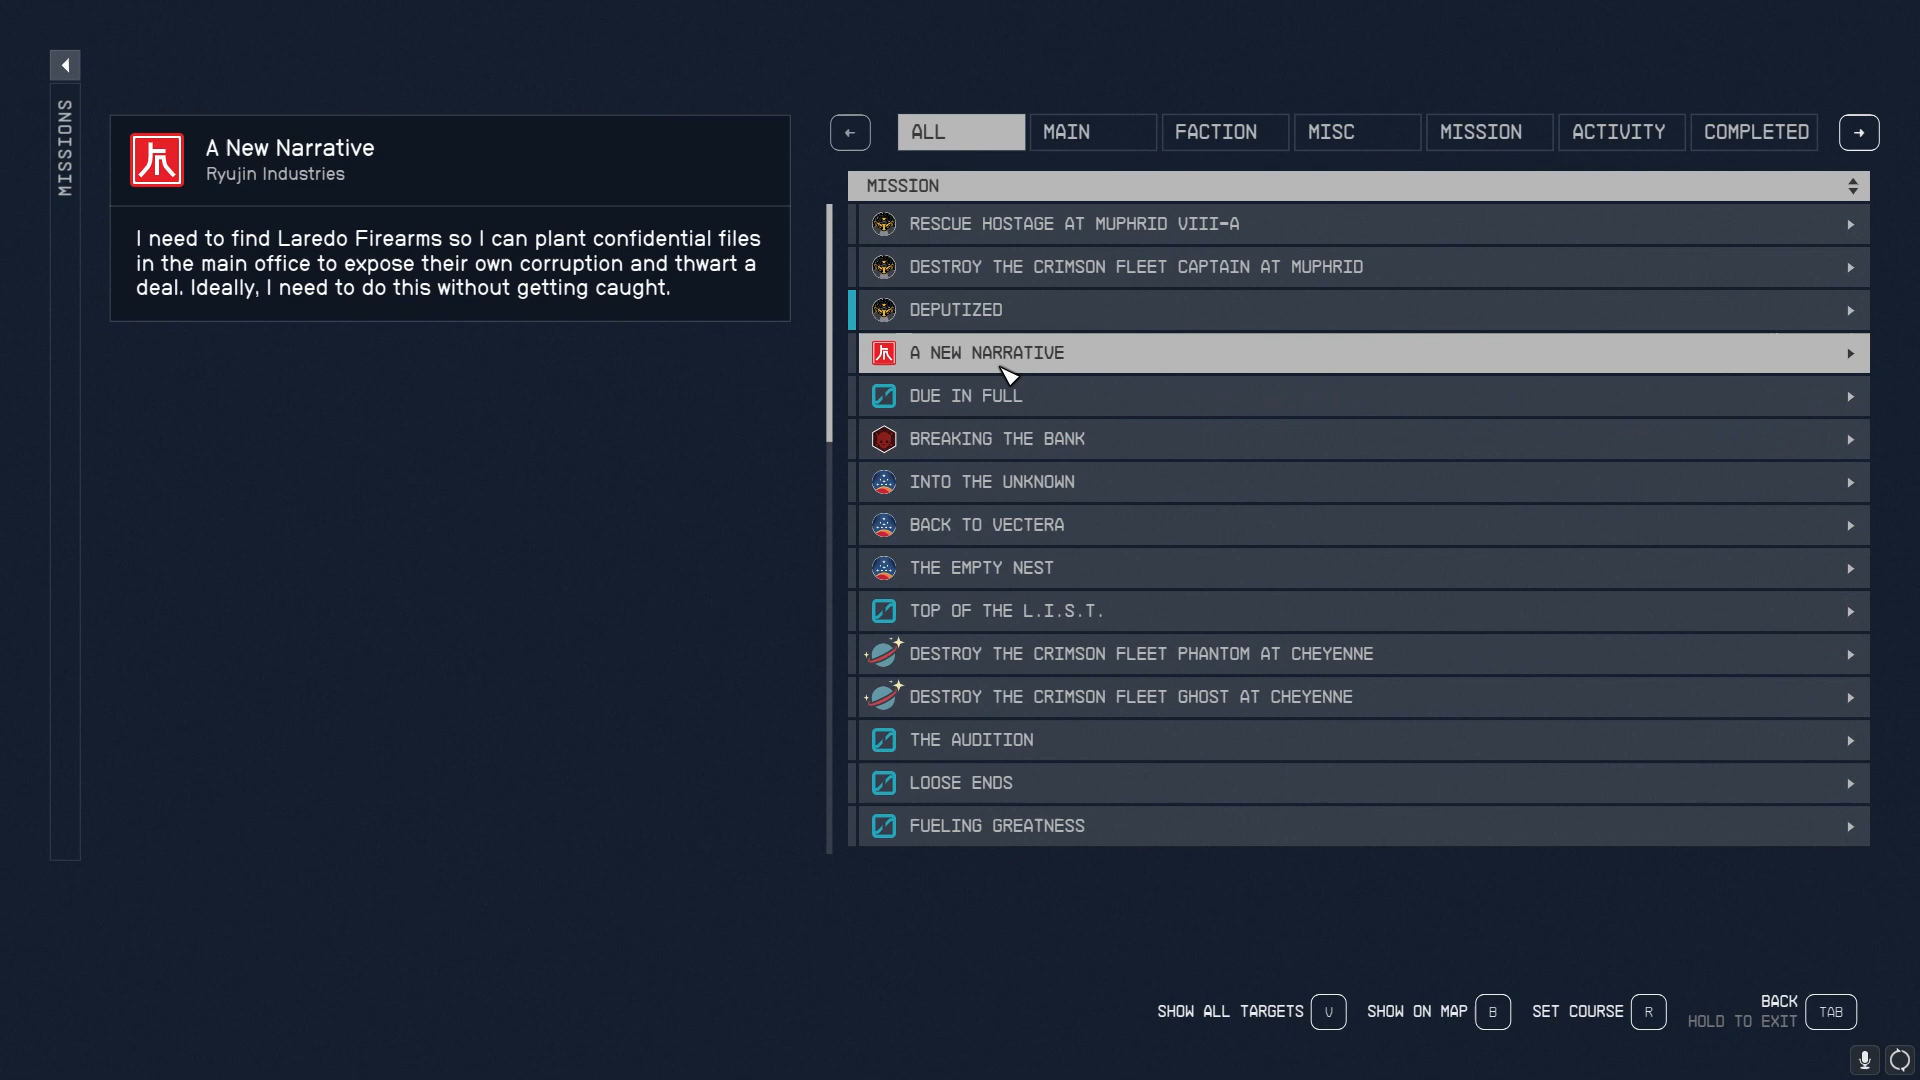 MISSIONS
A New Narrative
Ryujin Industries
I need to find Laredo Firearms so I can plant confidential files
in the main office to expose their own corruption and thwart a
deal. Ideally, I need to do this without getting caught.
ALL MAIN FACTION MISC MISSION ACTIVITY COMPLETED
MISSION
RESCUE HOSTAGE AT MUPHRID VIII-A
DESTROY THE CRIMSON FLEET CAPTAIN AT MUPHRID
DEPUTIZED
A NEW NARRATIVE
DUE IN FULL
BREAKING THE BANK
INTO THE UNKNOWN
BACK TO VECTERA
THE EMPTY NEST
TOP OF THE L.I.S.T.
DESTROY THE CRIMSON FLEET PHANTOM AT CHEYENNE
DESTROY THE CRIMSON FLEET GHOST AT CHEYENNE
THE AUDITION
LOOSE ENDS
FUELING GREATNESS
SHOW ALL TARGETS V SHOW ON MAP B SET COURSE R BACK TAB
HOLD TO EXIT